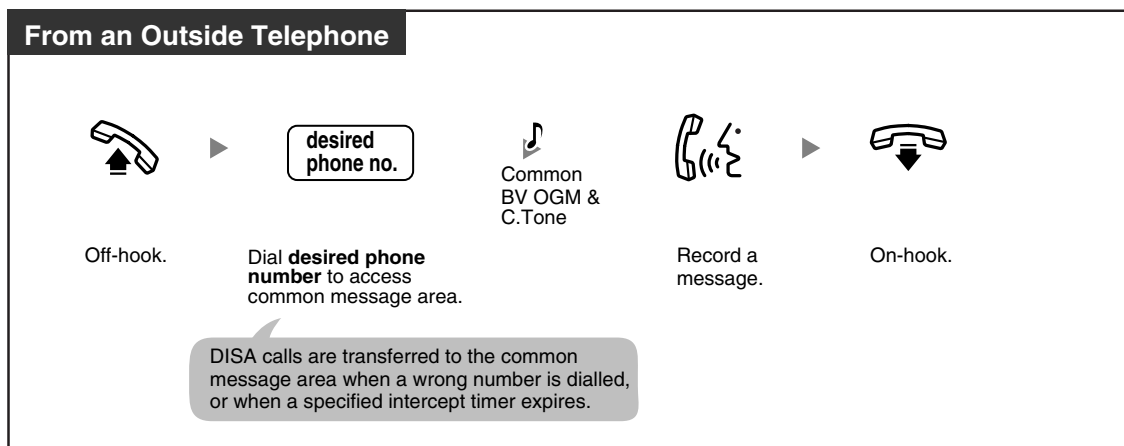 From an Outside Telephone
desired
phone no.
Common
BV OGM &
C.Tone
Off-hook.
Dial desired phone
number to access
common message area.
Record a
message.
On-hook.
DISA calls are transferred to the common
message area when a wrong number is dialled,
or when a specified intercept timer expires.